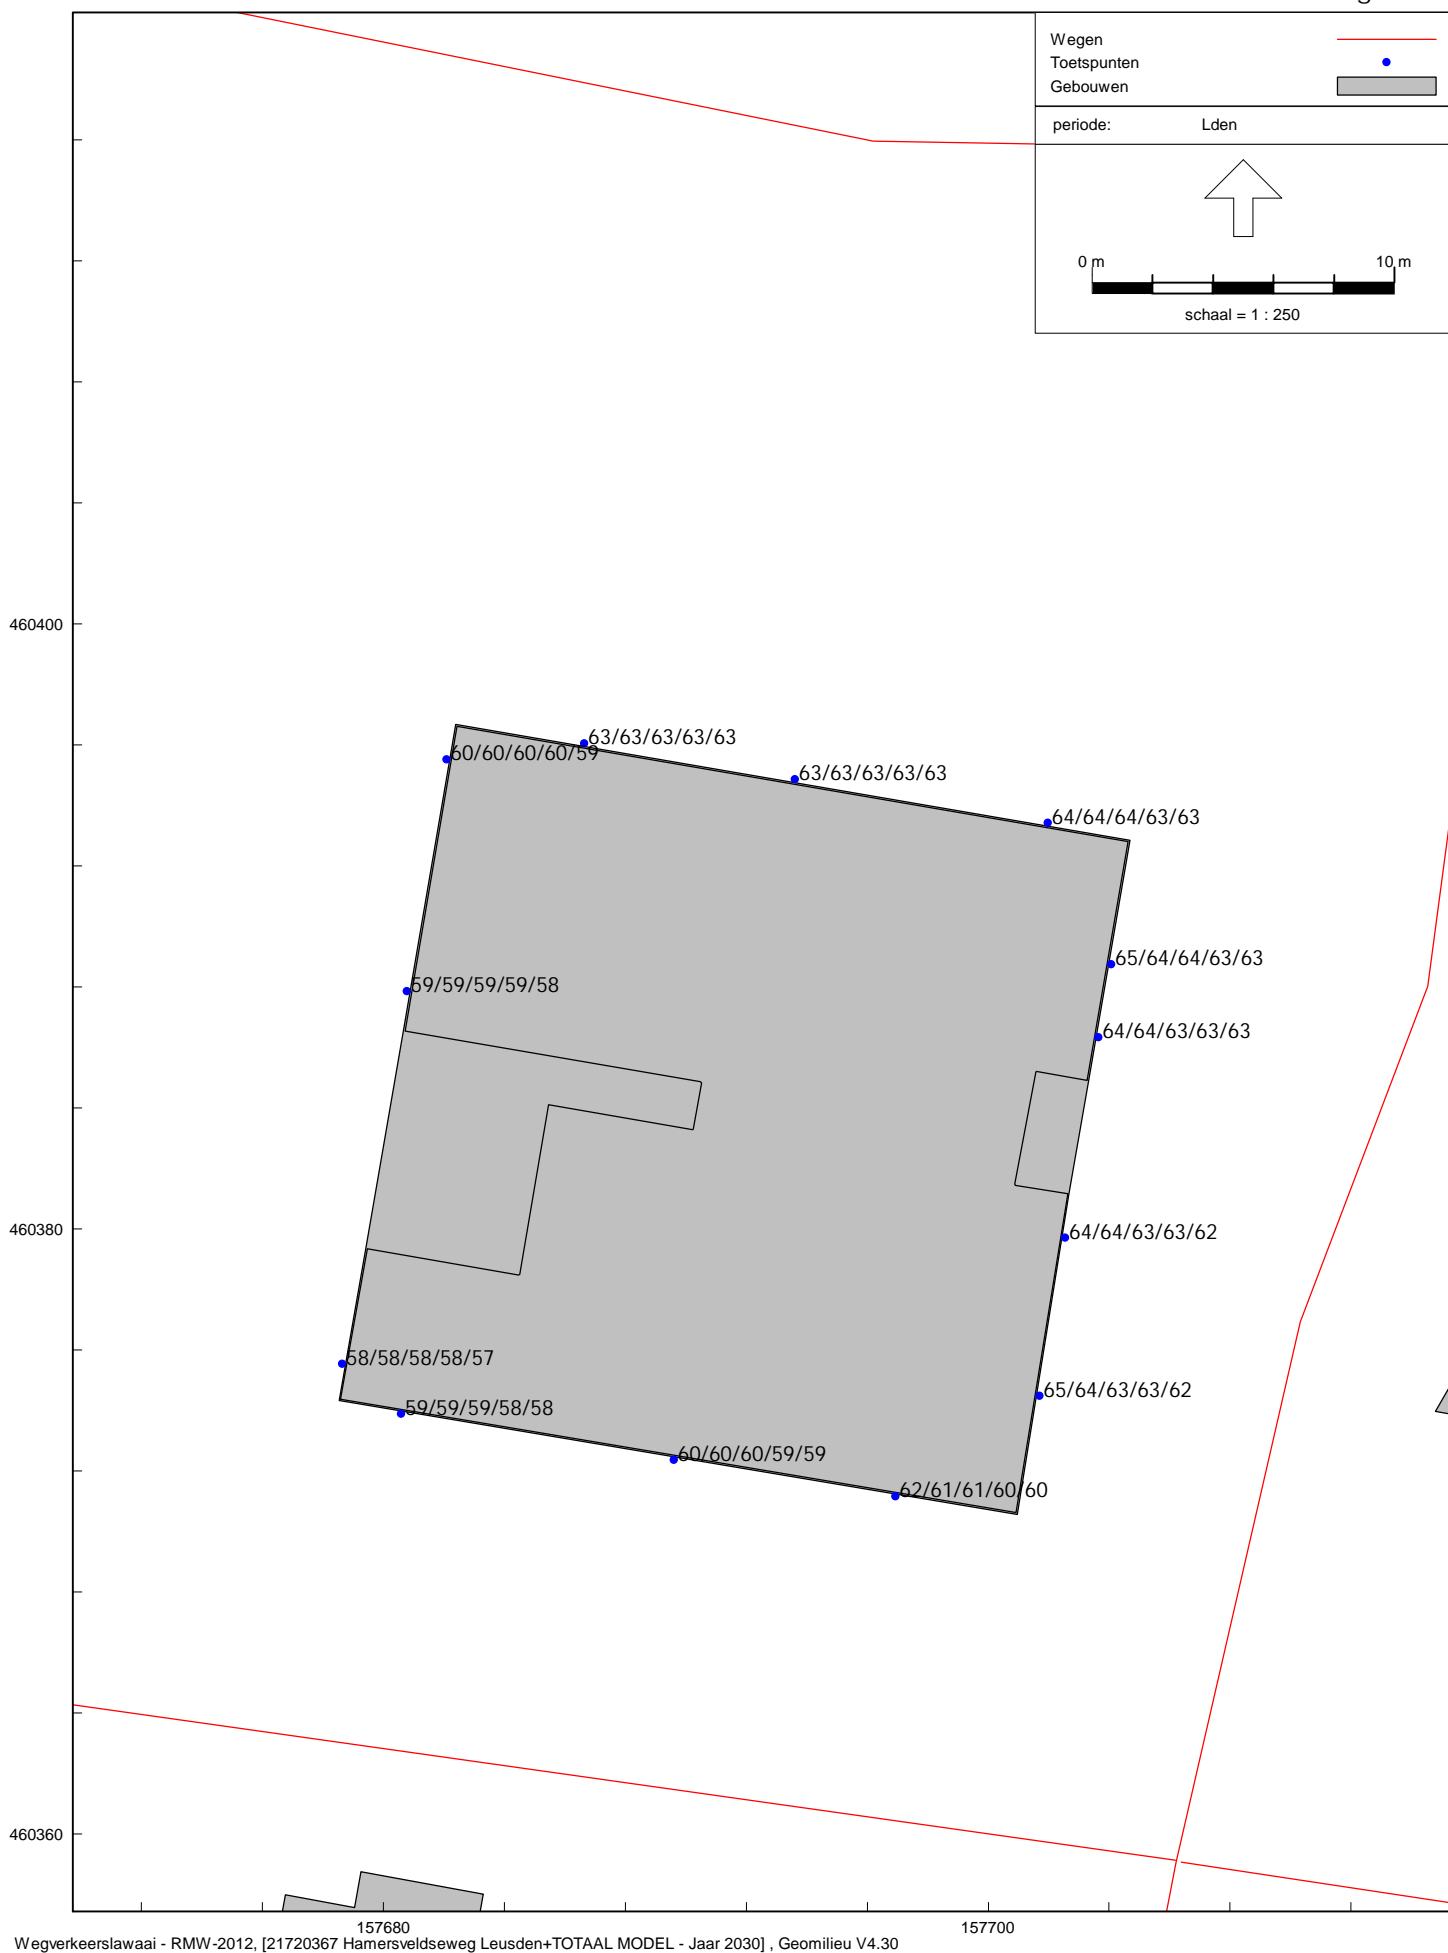 Wegen
Toetspunten
Gebouwen
periode: Lden
0 m 10 m
schaal = 1 : 250
460400
63/63/63/63/63
60/60/60/60/59
63/63/63/63/63
64/64/64/63/63
65/64/64/63/63
59/59/59/59/58
64/64/63/63/63
460380
64/64/63/63/62
58/58/58/58/57
65/64/63/63/62
59/59/59/58/58
60/60/60/59/59
62/61/61/60/60
460360
157680 157700
Wegverkeerslawaai - RMW-2012, [21720367 Hamersveldseweg Leusden+TOTAAL MODEL - Jaar 2030] , Geomilieu V4.30